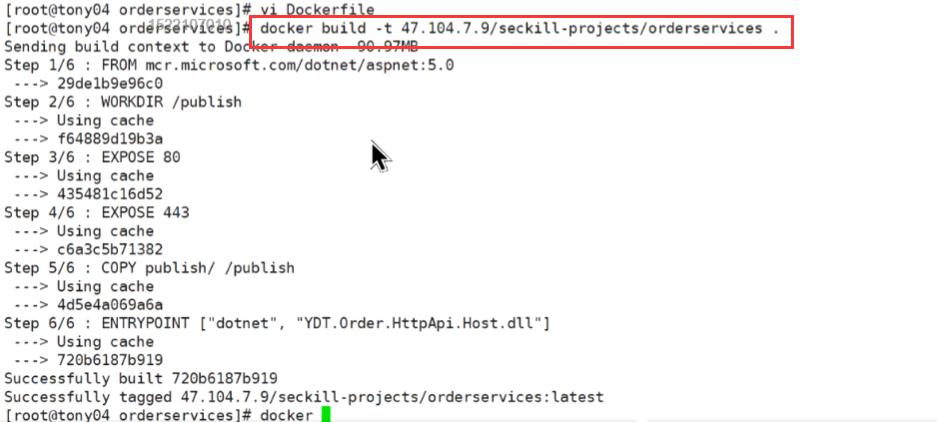 [root@tony04 orderservices]# vi Dockerfile
[root@tony04 orderservices]# docker build -t 47.104.7.9/seckill-projects/orderservices .
Sending build context to Docker daemon  90.97MB
Step 1/6 : FROM mcr.microsoft.com/dotnet/aspnet:5.0
 ---> 29de1b9e96c0
Step 2/6 : WORKDIR /publish
 ---> Using cache
 ---> f64889d19b3a
Step 3/6 : EXPOSE 80
 ---> Using cache
 ---> 435481c16d52
Step 4/6 : EXPOSE 443
 ---> Using cache
 ---> c6a3c5b71382
Step 5/6 : COPY publish/ /publish
 ---> Using cache
 ---> 4d5e4a069a6a
Step 6/6 : ENTRYPOINT ["dotnet", "YDT.Order.HttpApi.Host.dll"]
 ---> Using cache
 ---> 720b6187b919
Successfully built 720b6187b919
Successfully tagged 47.104.7.9/seckill-projects/orderservices:latest
[root@tony04 orderservices]# docker